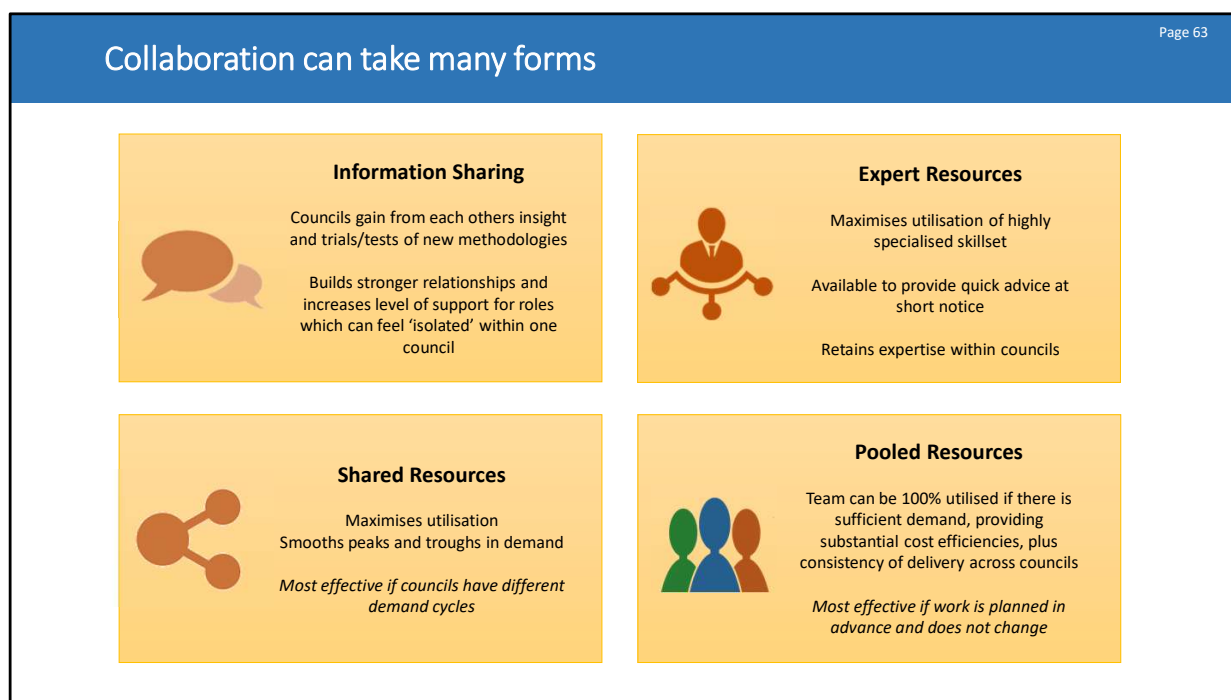 Page 63
Collaboration can take many forms
Information Sharing
Councils gain from each others insight
and trials/tests of new methodologies
Builds stronger relationships and
increases level of support for roles
which can feel ‘isolated’ within one
council
Expert Resources
Maximises utilisation of highly
specialised skillset
Available to provide quick advice at
short notice
Retains expertise within councils
Shared Resources
Maximises utilisation
Smooths peaks and troughs in demand
Most effective if councils have different
demand cycles
Pooled Resources
Team can be 100% utilised if there is
sufficient demand, providing
substantial cost efficiencies, plus
consistency of delivery across councils
Most effective if work is planned in
advance and does not change